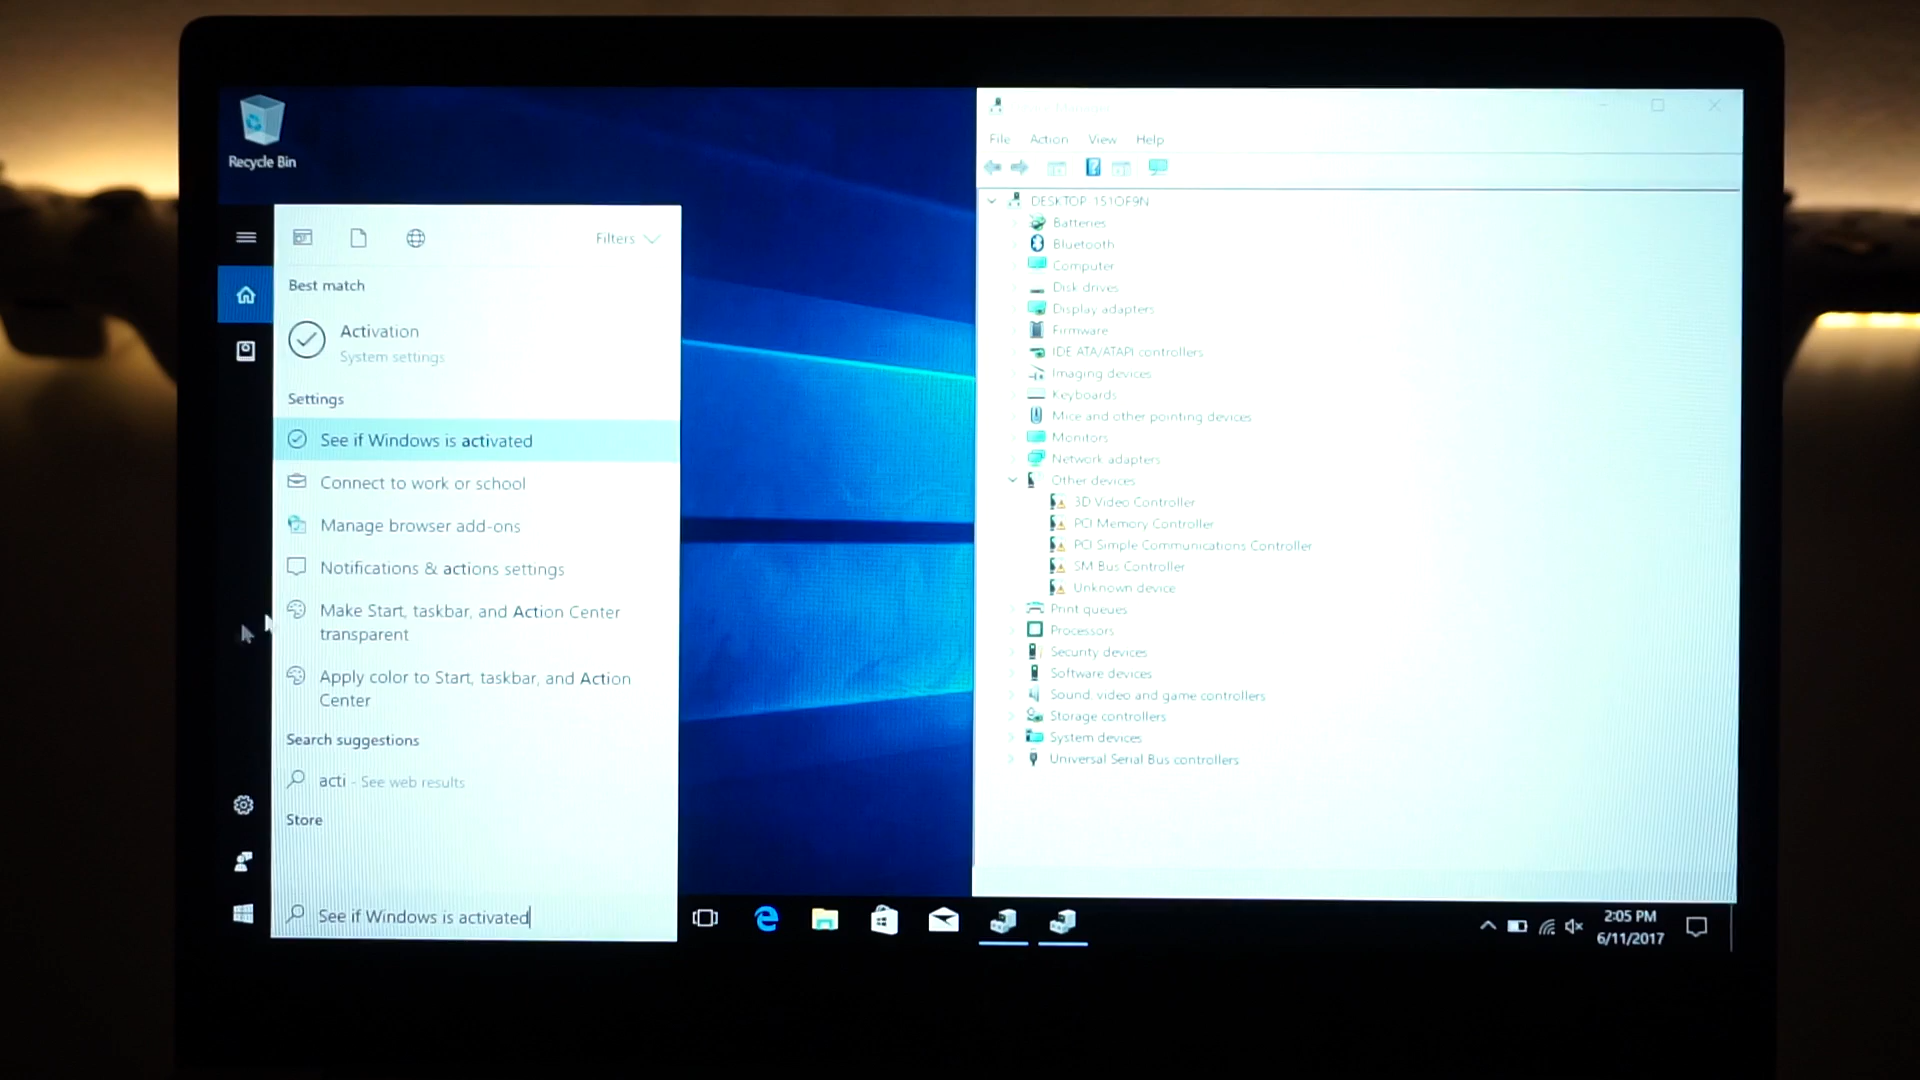 Recycle Bin
Filters
Best match
Activation
System settings
Settings
See if Windows is activated
Connect to work or school
Manage browser add-ons
Notifications & actions settings
Make Start, taskbar, and Action Center
transparent
Apply color to Start, taskbar, and Action
Center
Search suggestions
acti - See web results
Store
See if Windows is activated
File Action View Help
Batteries
Bluetooth
Computer
Disk drives
Display adapters
Firmware
IDE ATA/ATAPI controllers
Imaging devices
Keyboards
Mice and other pointing devices
Monitors
Network adapters
Other devices
3D Video Controller
PCI Memory Controller
PCI Simple Communications Controller
SM Bus Controller
Unknown device
Print queues
Processors
Security devices
Software devices
Sound, video and game controllers
Storage controllers
System devices
Universal Serial Bus controllers
2:05 PM
6/11/2017